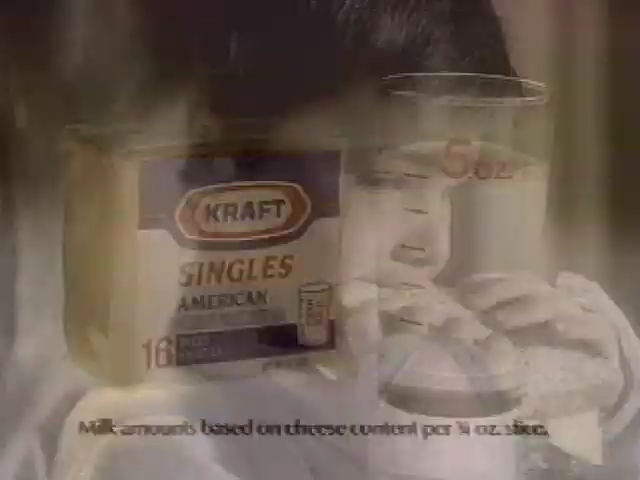 5 oz.
KRAFT
SINGLES
AMERICAN
16
Milk amounts based on cheese content per ¾ oz. slice.